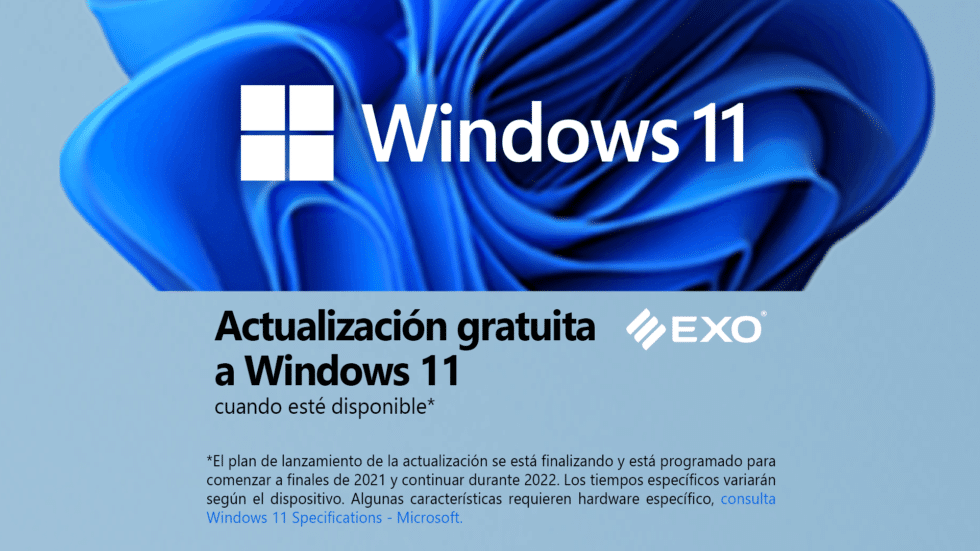 Windows 11
Actualización gratuita
EXO®
a Windows 11
cuando esté disponible*
*El plan de lanzamiento de la actualización se está finalizando y está programado para
comenzar a finales de 2021 y continuar durante 2022. Los tiempos específicos variarán
según el dispositivo. Algunas características requieren hardware específico, consulta
Windows 11 Specifications - Microsoft.